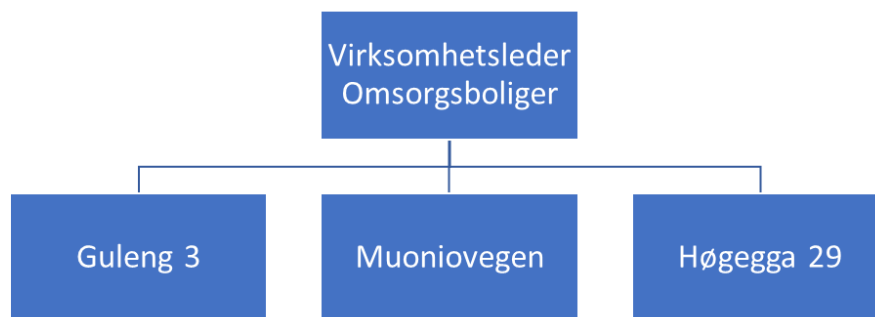 Virksomhetsleder
Omsorgsboliger
Guleng 3
Muoniovegen
Høgegga 29